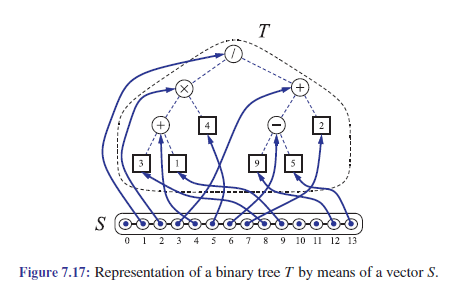 T
/
× +
+ 4 − 2
3 1 9 5
S
0 1 2 3 4 5 6 7 8 9 10 11 12 13
Figure 7.17: Representation of a binary tree T by means of a vector S.